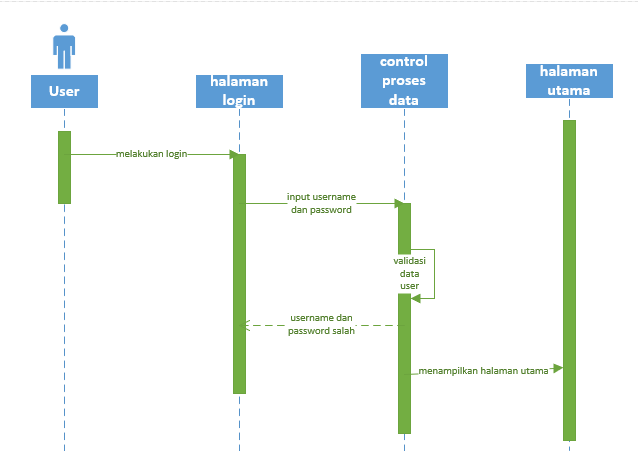 User
halaman
login
control
proses
data
halaman
utama
melakukan login
input username
dan password
validasi
data
user
username dan
password salah
menampilkan halaman utama